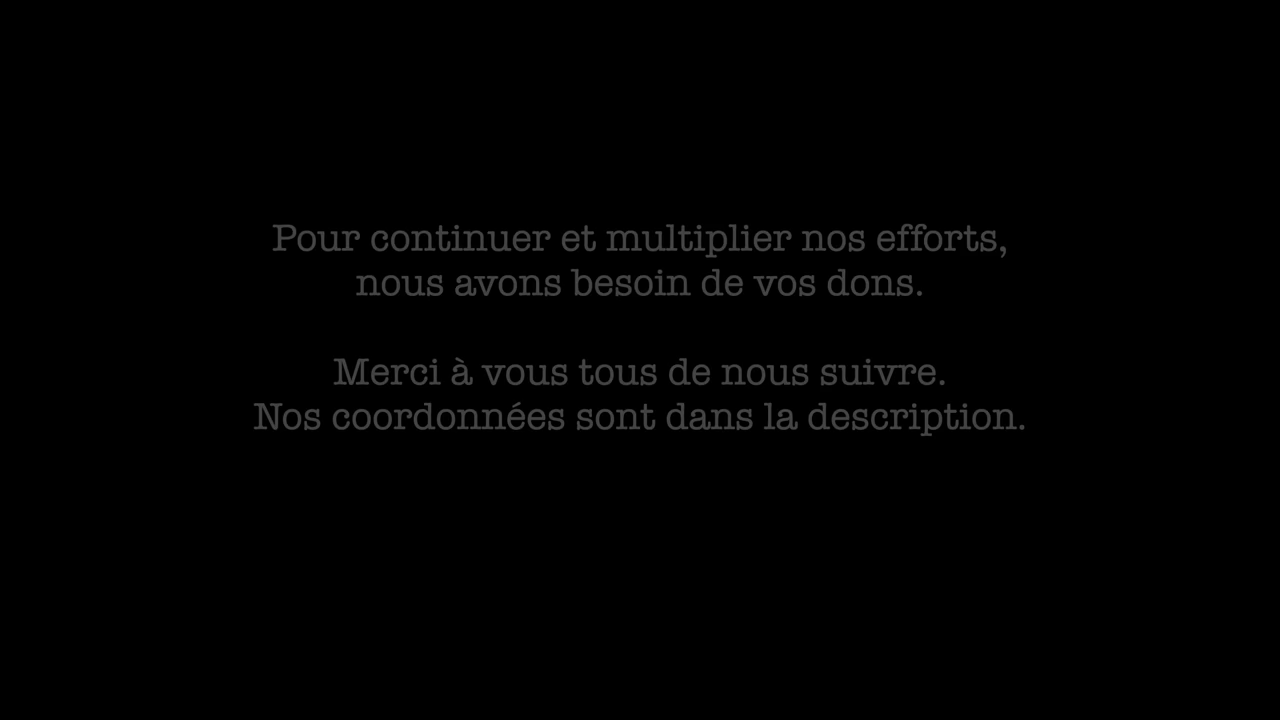 Pour continuer et multiplier nos efforts,
nous avons besoin de vos dons.
Merci à vous tous de nous suivre.
Nos coordonnées sont dans la description.